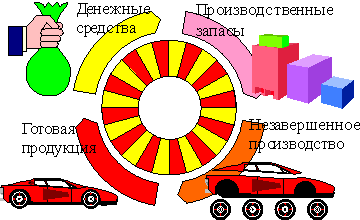 Денежные
средства
Производственные
запасы
Готовая
продукция
Незавершенное
производство